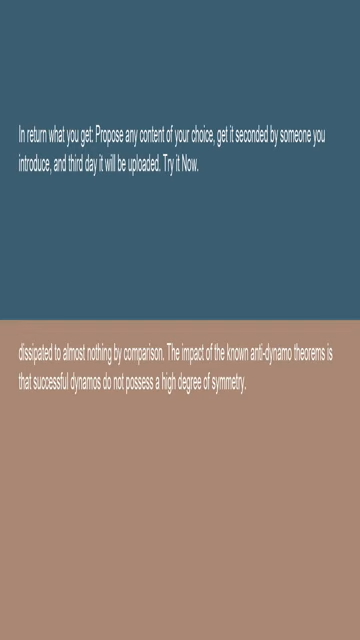 In return what you get: Propose any content of your choice, get it seconded by someone you
introduce, and third day it will be uploaded. Try it Now.
dissipated to almost nothing by comparison. The impact of the known anti-dynamo theorems is
that successful dynamos do not possess a high degree of symmetry.